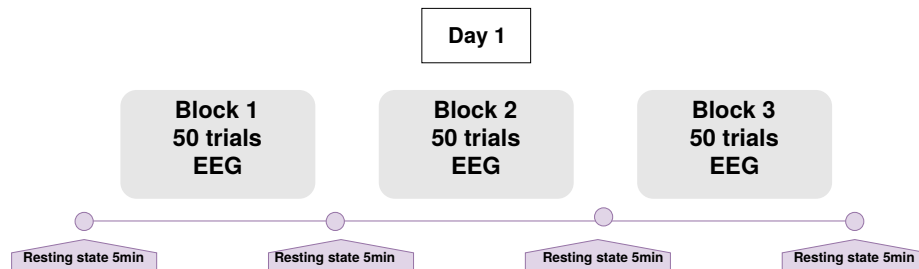 Day 1
Block 1
50 trials
EEG
Block 2
50 trials
EEG
Block 3
50 trials
EEG
Resting state 5min
Resting state 5min
Resting state 5min
Resting state 5min